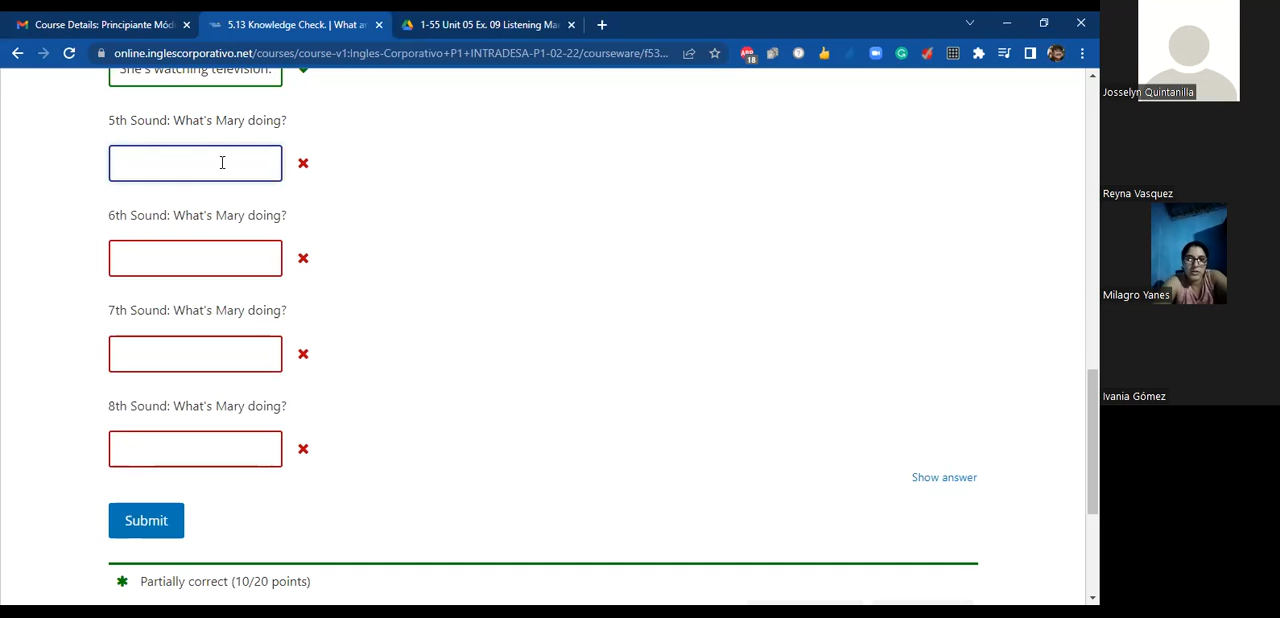 Course Details: Principiante Mód
5.13 Knowledge Check. | What ar
1-55 Unit 05 Ex. 09 Listening Ma
online.inglescorporativo.net/courses/course-v1:Ingles-Corporativo+P1+INTRADESA-P1-02-22/courseware/f53...
18
She's watching television.
5th Sound: What's Mary doing?
6th Sound: What's Mary doing?
7th Sound: What's Mary doing?
8th Sound: What's Mary doing?
Show answer
Submit
Partially correct (10/20 points)
Josselyn Quintanilla
Reyna Vasquez
Milagro Yanes
Ivania Gómez